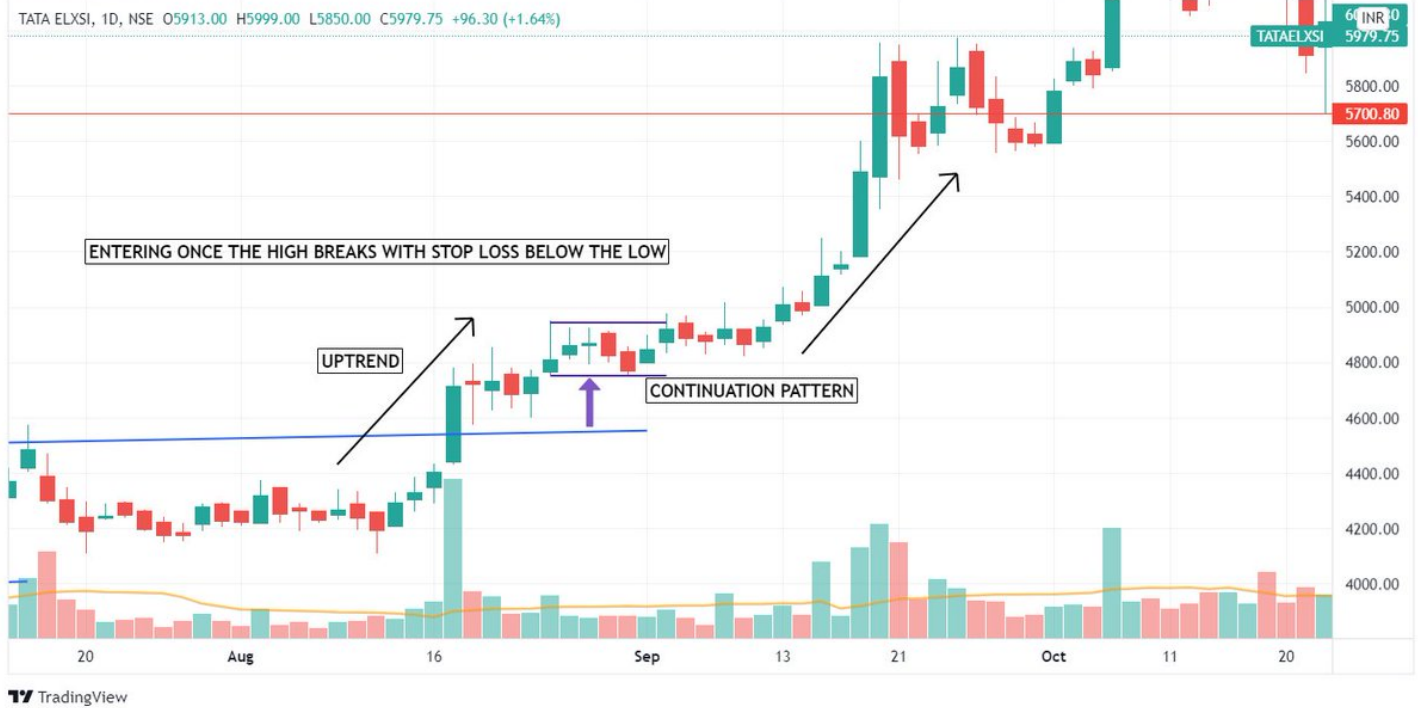 TATA ELXSI, 1D, NSE O5913.00 H5999.00 L5850.00 C5979.75 +96.30 (+1.64%)
INR
TATAELXSI 5979.75
5800.00
5700.80
5600.00
5400.00
ENTERING ONCE THE HIGH BREAKS WITH STOP LOSS BELOW THE LOW
5200.00
5000.00
UPTREND
4800.00
CONTINUATION PATTERN
4600.00
4400.00
4200.00
4000.00
20 Aug 16 Sep 13 21 Oct 11 20
TradingView